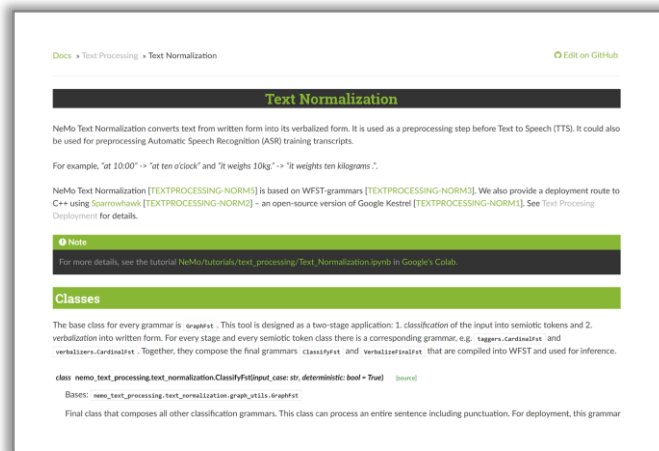 Docs » Text Processing » Text Normalization
Edit on GitHub
Text Normalization
NeMo Text Normalization converts text from written form into its verbalized form. It is used as a preprocessing step before Text to Speech (TTS). It could also
be used for preprocessing Automatic Speech Recognition (ASR) training transcripts.
For example, “at 10:00” -> “at ten o’clock” and “it weighs 10kg.” -> “it weights ten kilograms .”.
NeMo Text Normalization [TEXTPROCESSING-NORM5] is based on WFST-grammars [TEXTPROCESSING-NORM3]. We also provide a deployment route to
C++ using Sparrowhawk [TEXTPROCESSING-NORM2] – an open-source version of Google Kestrel [TEXTPROCESSING-NORM1]. See Text Procesing
Deployment for details.
Note
For more details, see the tutorial NeMo/tutorials/text_processing/Text_Normalization.ipynb in Google's Colab.
Classes
The base class for every grammar is GraphFst . This tool is designed as a two-stage application: 1. classification of the input into semiotic tokens and 2.
verbalization into written form. For every stage and every semiotic token class there is a corresponding grammar, e.g. taggers.CardinalFst and
verbalizers.CardinalFst . Together, they compose the final grammars ClassifyFst and VerbalizeFinalFst that are compiled into WFST and used for inference.
class nemo_text_processing.text_normalization.ClassifyFst(input_case: str, deterministic: bool = True) [source]
Bases: nemo_text_processing.text_normalization.graph_utils.GraphFst
Final class that composes all other classification grammars. This class can process an entire sentence including punctuation. For deployment, this grammar